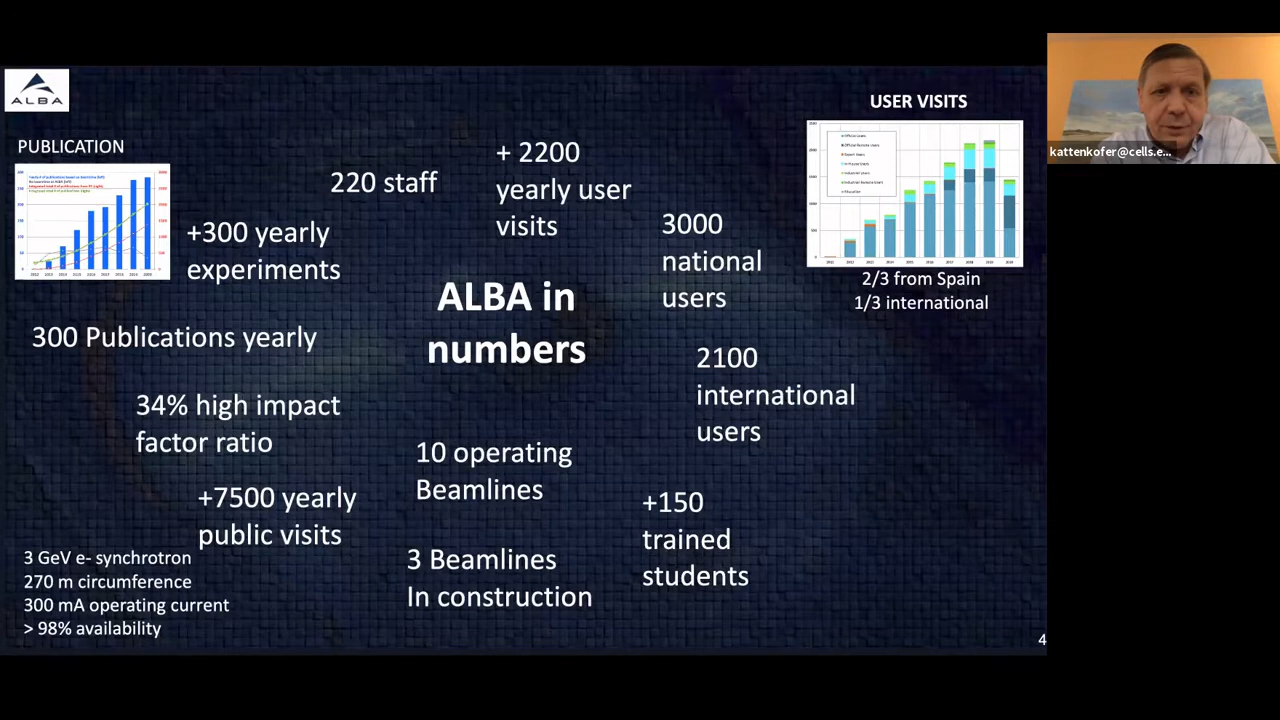 ALBA
PUBLICATION
220 staff
+ 2200
yearly user
visits
+300 yearly
experiments
300 Publications yearly
34% high impact
factor ratio
+7500 yearly
public visits
3 GeV e- synchrotron
270 m circumference
300 mA operating current
> 98% availability
ALBA in
numbers
10 operating
Beamlines
3 Beamlines
In construction
3000
national
users
2100
international
users
+150
trained
students
USER VISITS
2/3 from Spain
1/3 international
4
kattenkofer@cells.e...